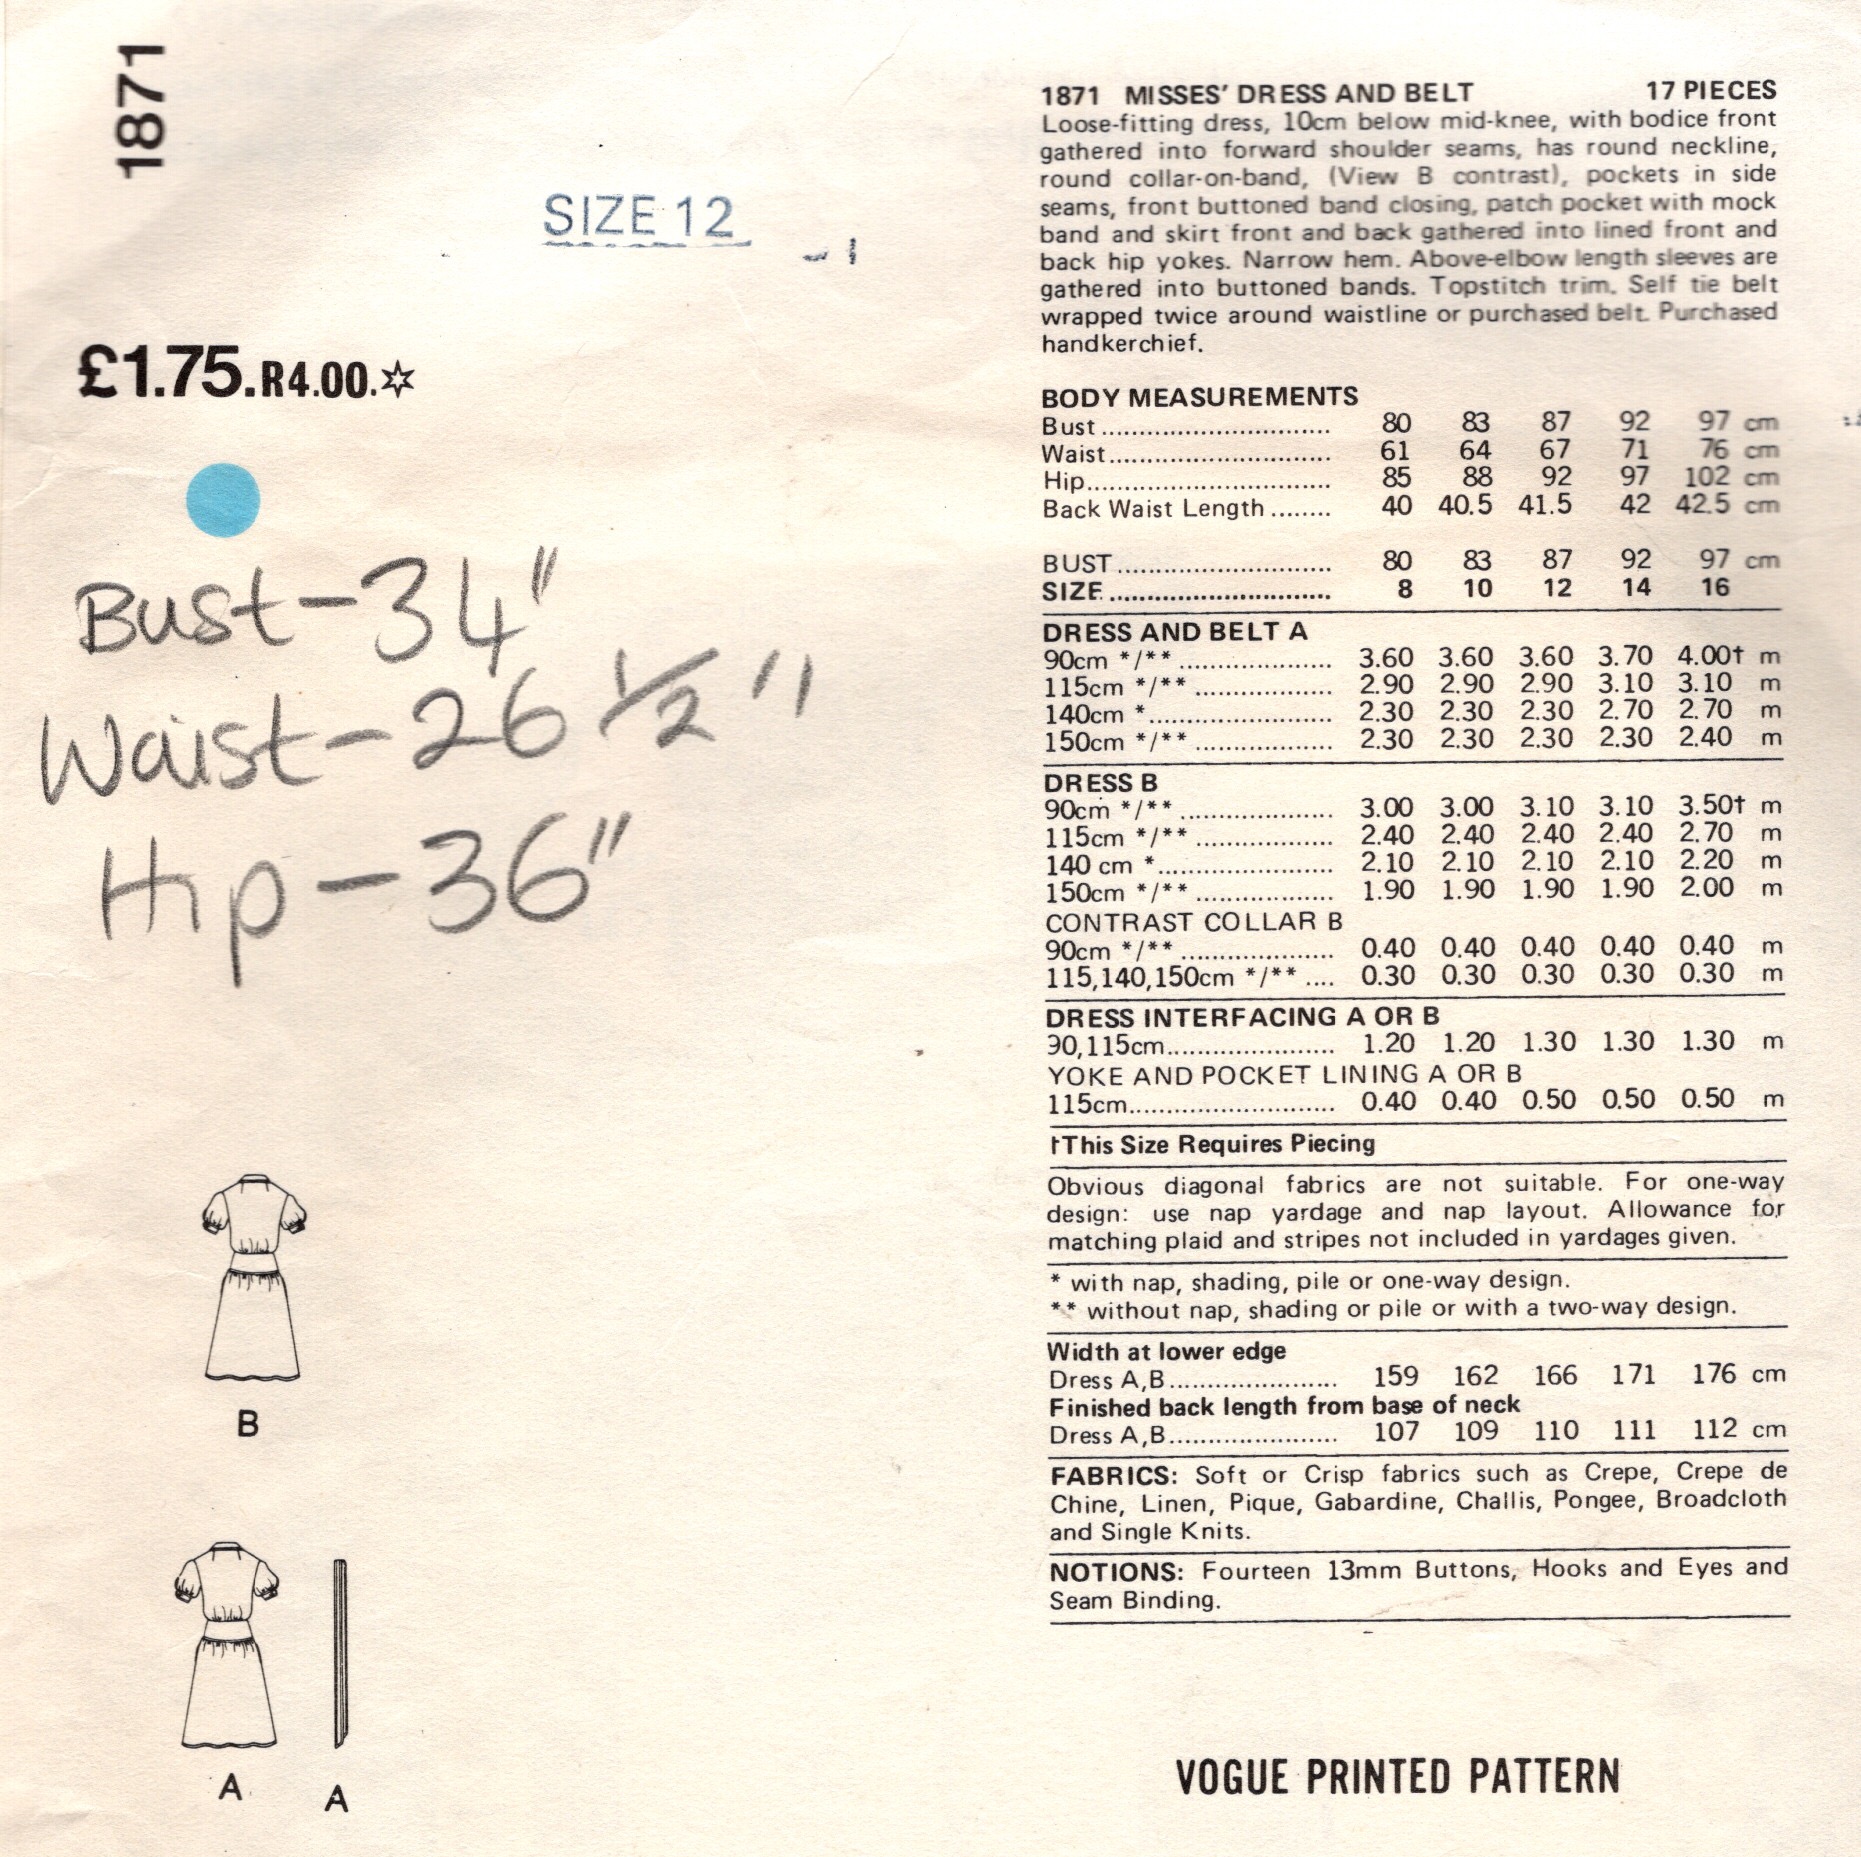 1871
SIZE 12
£1.75.R4.00.☆
Bust-34"
Waist-26 1/2"
Hip-36"
B
A
A
1871 MISSES' DRESS AND BELT 17 PIECES
Loose-fitting dress, 10cm below mid-knee, with bodice front
gathered into forward shoulder seams, has round neckline,
round collar-on-band, (View B contrast), pockets in side
seams, front buttoned band closing, patch pocket with mock
band and skirt front and back gathered into lined front and
back hip yokes. Narrow hem. Above-elbow length sleeves are
gathered into buttoned bands. Topstitch trim. Self tie belt
wrapped twice around waistline or purchased belt. Purchased
handkerchief.
BODY MEASUREMENTS
Bust .............................. 80 83 87 92 97 cm
Waist............................. 61 64 67 71 76 cm
Hip................................ 85 88 92 97 102 cm
Back Waist Length ........ 40 40.5 41.5 42 42.5 cm
BUST............................ 80 83 87 92 97 cm
SIZE ............................. 8 10 12 14 16
DRESS AND BELT A
90cm */** .................... 3.60 3.60 3.60 3.70 4.00† m
115cm */** .................. 2.90 2.90 2.90 3.10 3.10 m
140cm *........................ 2.30 2.30 2.30 2.70 2.70 m
150cm */** .................. 2.30 2.30 2.30 2.30 2.40 m
DRESS B
90cm */** .................... 3.00 3.00 3.10 3.10 3.50† m
115cm */** .................. 2.40 2.40 2.40 2.40 2.70 m
140 cm *....................... 2.10 2.10 2.10 2.10 2.20 m
150cm */** .................. 1.90 1.90 1.90 1.90 2.00 m
CONTRAST COLLAR B
90cm */**.................... 0.40 0.40 0.40 0.40 0.40 m
115,140,150cm */** .... 0.30 0.30 0.30 0.30 0.30 m
DRESS INTERFACING A OR B
90,115cm...................... 1.20 1.20 1.30 1.30 1.30 m
YOKE AND POCKET LINING A OR B
115cm........................... 0.40 0.40 0.50 0.50 0.50 m
†This Size Requires Piecing
Obvious diagonal fabrics are not suitable. For one-way
design: use nap yardage and nap layout. Allowance for
matching plaid and stripes not included in yardages given.
* with nap, shading, pile or one-way design.
** without nap, shading or pile or with a two-way design.
Width at lower edge
Dress A,B...................... 159 162 166 171 176 cm
Finished back length from base of neck
Dress A,B...................... 107 109 110 111 112 cm
FABRICS: Soft or Crisp fabrics such as Crepe, Crepe de
Chine, Linen, Pique, Gabardine, Challis, Pongee, Broadcloth
and Single Knits.
NOTIONS: Fourteen 13mm Buttons, Hooks and Eyes and
Seam Binding.
VOGUE PRINTED PATTERN